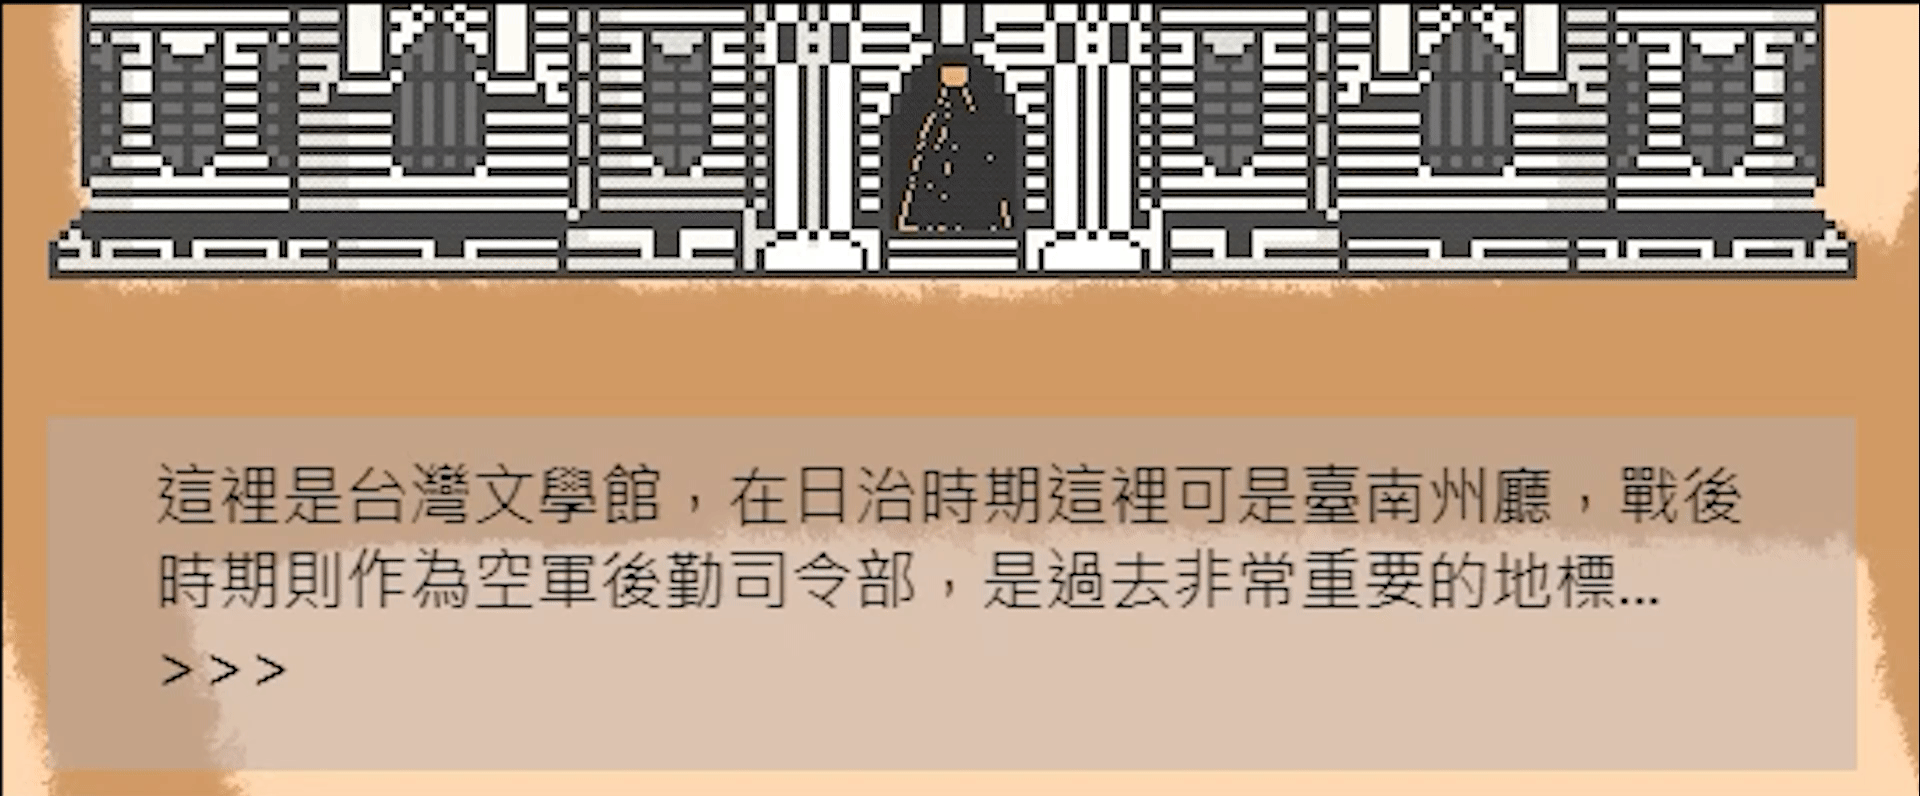 這裡是台灣文學館，在日治時期這裡可是臺南州廳，戰後
時期則作為空軍後勤司令部，是過去非常重要的地標...
>>>